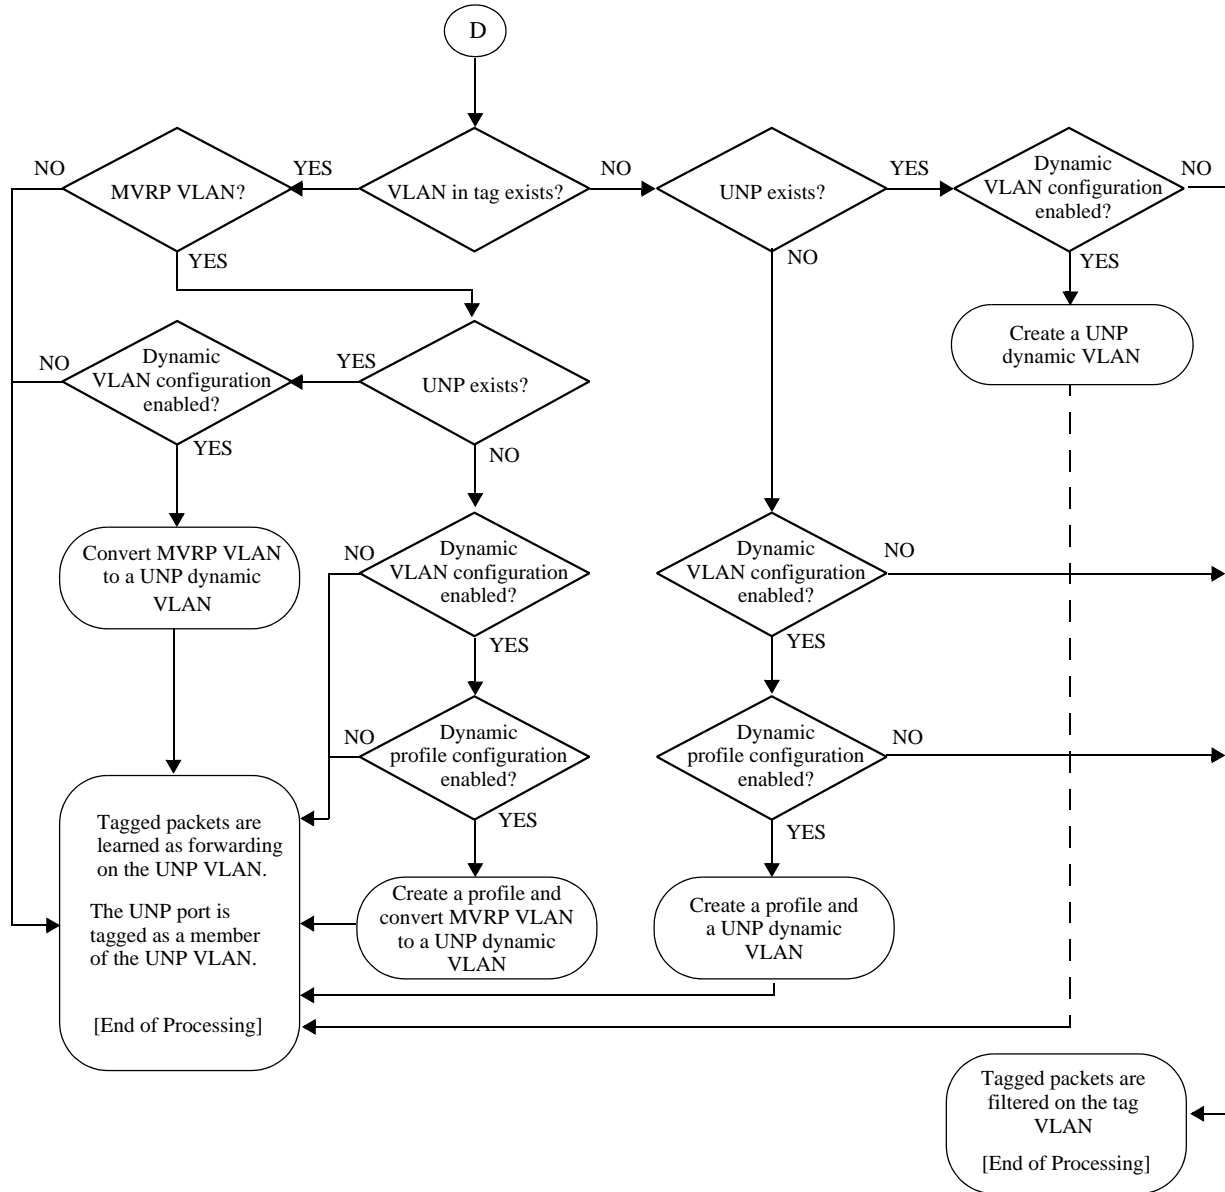 D
NO
YES
NO
YES
NO
MVRP VLAN?
VLAN in tag exists?
UNP exists?
Dynamic
VLAN configuration
enabled?
YES
NO
YES
NO
YES
Dynamic
VLAN configuration
enabled?
UNP exists?
Create a UNP
dynamic VLAN
YES
NO
Convert MVRP VLAN
to a UNP dynamic
VLAN
NO
Dynamic
VLAN configuration
enabled?
Dynamic
VLAN configuration
enabled?
NO
YES
YES
NO
Dynamic
profile configuration
enabled?
Dynamic
profile configuration
enabled?
NO
YES
YES
Tagged packets are
learned as forwarding
on the UNP VLAN.
The UNP port is
tagged as a member
of the UNP VLAN.
[End of Processing]
Create a profile and
convert MVRP VLAN
to a UNP dynamic
VLAN
Create a profile and
a UNP dynamic
VLAN
Tagged packets are
filtered on the tag
VLAN
[End of Processing]